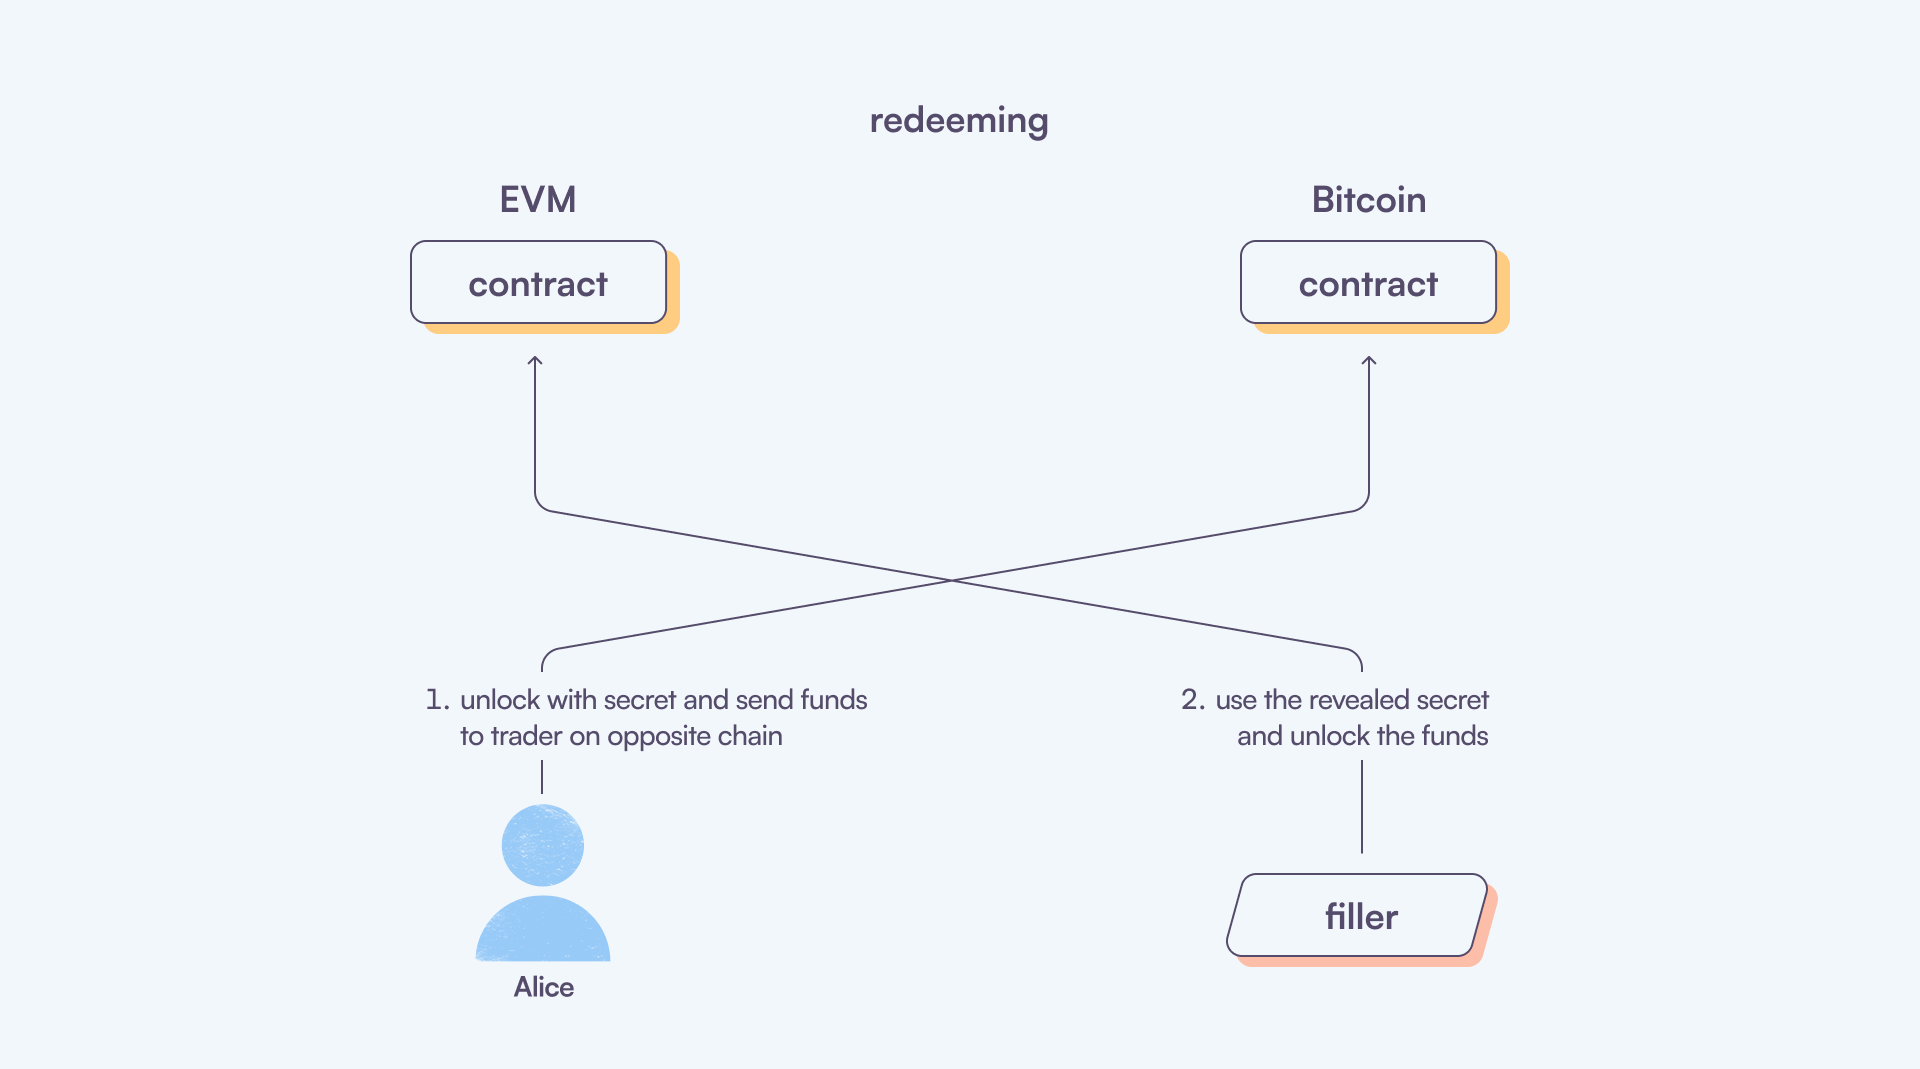 redeeming
EVM
Bitcoin
contract
contract
1. unlock with secret and send funds
to trader on opposite chain
2. use the revealed secret
and unlock the funds
filler
Alice